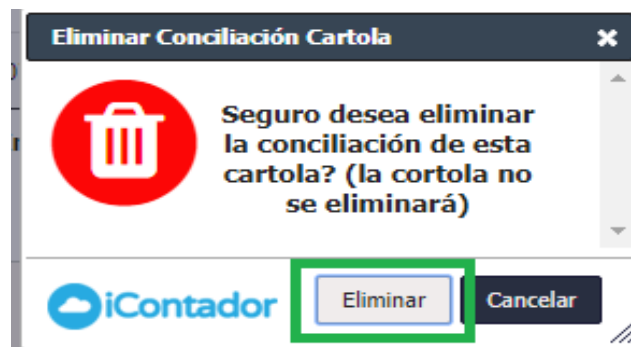 Eliminar Conciliación Cartola
Seguro desea eliminar
la conciliación de esta
cartola? (la cortola no
se eliminará)
iContador
Eliminar
Cancelar